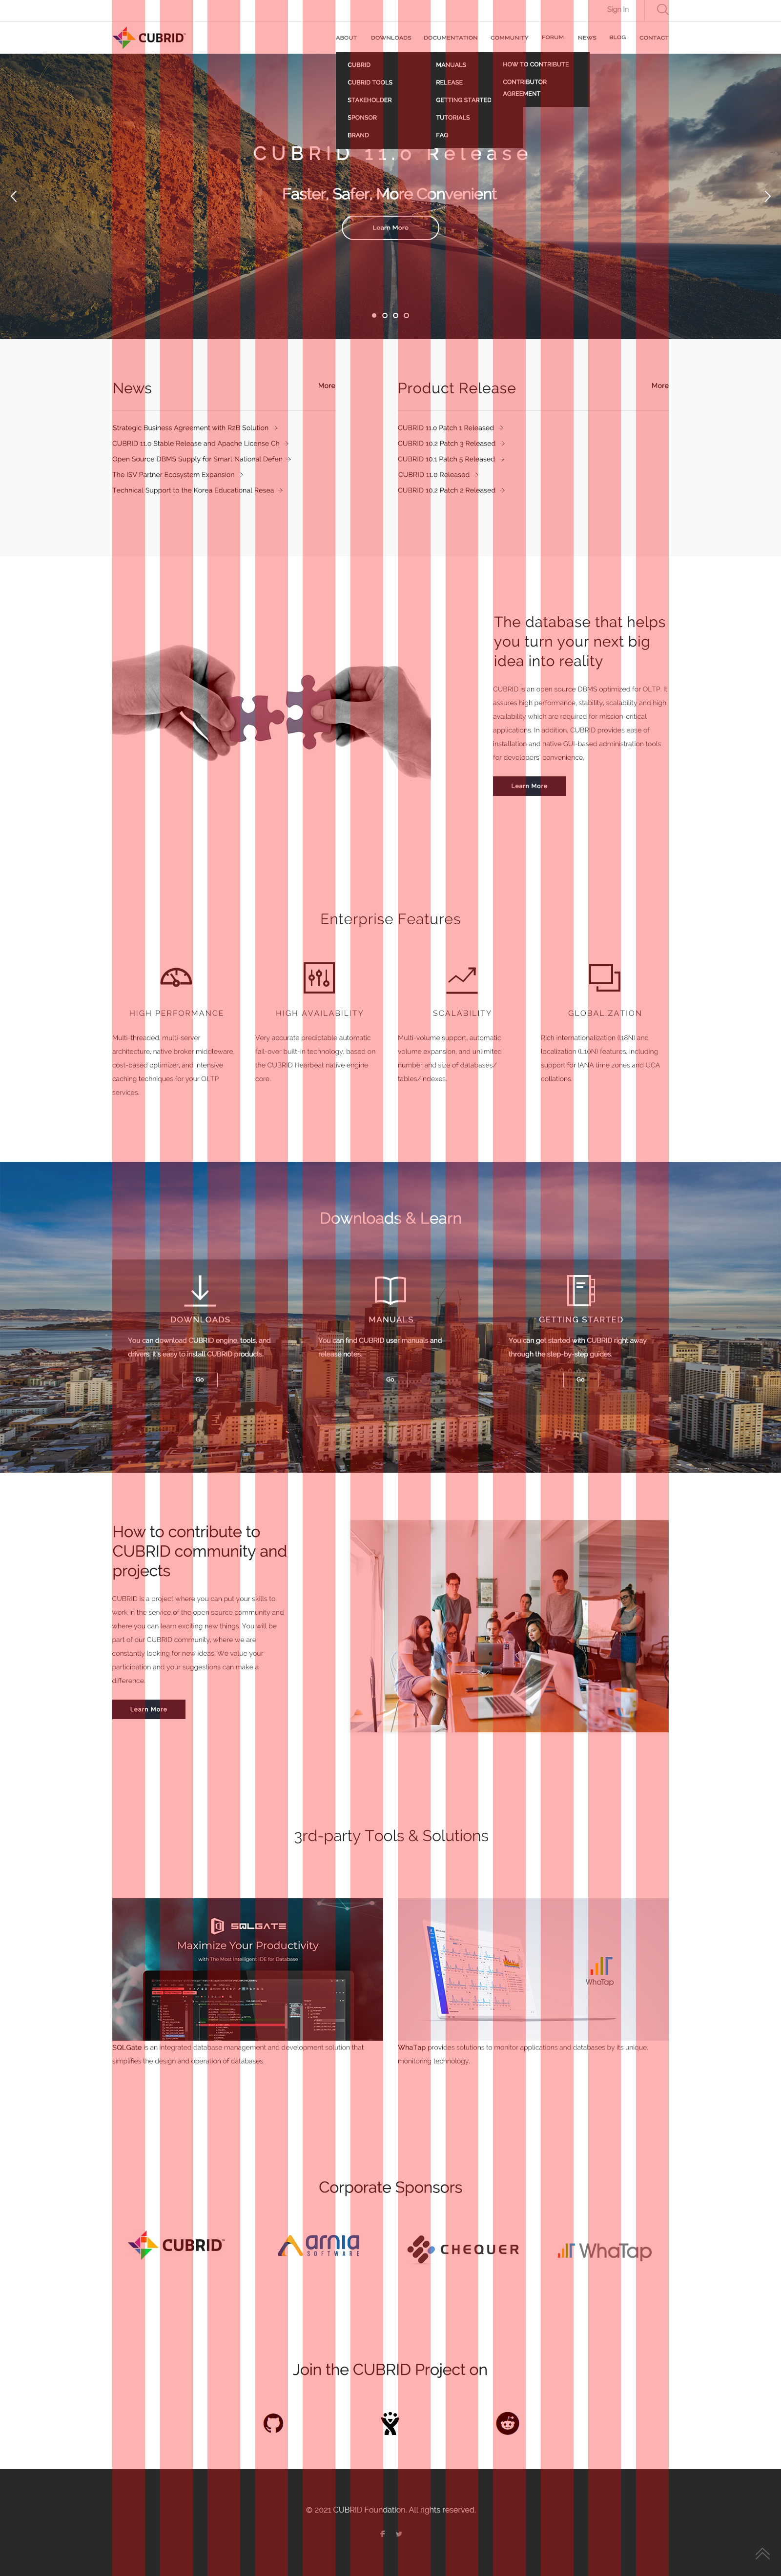 Sign In
CUBRID
ABOUT DOWNLOADS DOCUMENTATION COMMUNITY FORUM NEWS BLOG CONTACT
CUBRID
CUBRID TOOLS
STAKEHOLDER
SPONSOR
BRAND
MANUALS
RELEASE
GETTING STARTED
TUTORIALS
FAQ
HOW TO CONTRIBUTE
CONTRIBUTOR
AGREEMENT
CUBRID 11.0 Release
Faster, Safer, More Convenient
Learn More
News
More
Strategic Business Agreement with R2B Solution
CUBRID 11.0 Stable Release and Apache License Ch
Open Source DBMS Supply for Smart National Defen
The ISV Partner Ecosystem Expansion
Technical Support to the Korea Educational Resea
Product Release
More
CUBRID 11.0 Patch 1 Released
CUBRID 10.2 Patch 3 Released
CUBRID 10.1 Patch 5 Released
CUBRID 11.0 Released
CUBRID 10.2 Patch 2 Released
The database that helps
you turn your next big
idea into reality
CUBRID is an open source DBMS optimized for OLTP. It
assures high performance, stability, scalability and high
availability which are required for mission-critical
applications. In addition, CUBRID provides ease of
installation and native GUI-based administration tools
for developers' convenience.
Learn More
Enterprise Features
HIGH PERFORMANCE
Multi-threaded, multi-server
architecture, native broker middleware,
cost-based optimizer, and intensive
caching techniques for your OLTP
services.
HIGH AVAILABILITY
Very accurate predictable automatic
fail-over built-in technology, based on
the CUBRID Hearbeat native engine
core.
SCALABILITY
Multi-volume support, automatic
volume expansion, and unlimited
number and size of databases/
tables/indexes.
GLOBALIZATION
Rich internationalization (I18N) and
localization (L10N) features, including
support for IANA time zones and UCA
collations.
Downloads & Learn
DOWNLOADS
You can download CUBRID engine, tools, and
drivers, it's easy to install CUBRID products.
Go
MANUALS
You can find CUBRID user manuals and
release notes.
Go
GETTING STARTED
You can get started with CUBRID right away
through the step-by-step guides.
Go
How to contribute to
CUBRID community and
projects
CUBRID is a project where you can put your skills to
work in the service of the open source community and
where you can learn exciting new things. You will be
part of our CUBRID community, where we are
constantly looking for new ideas. We value your
participation and your suggestions can make a
difference.
Learn More
3rd-party Tools & Solutions
SQLGATE
Maximize Your Productivity
with The Most Intelligent IDE for Database
SQLGate is an integrated database management and development solution that
simplifies the design and operation of databases.
WhaTap
WhaTap provides solutions to monitor applications and databases by its unique
monitoring technology.
Corporate Sponsors
CUBRID
arnia
SOFTWARE
CHEQUER
WhaTap
Join the CUBRID Project on
© 2021 CUBRID Foundation. All rights reserved.